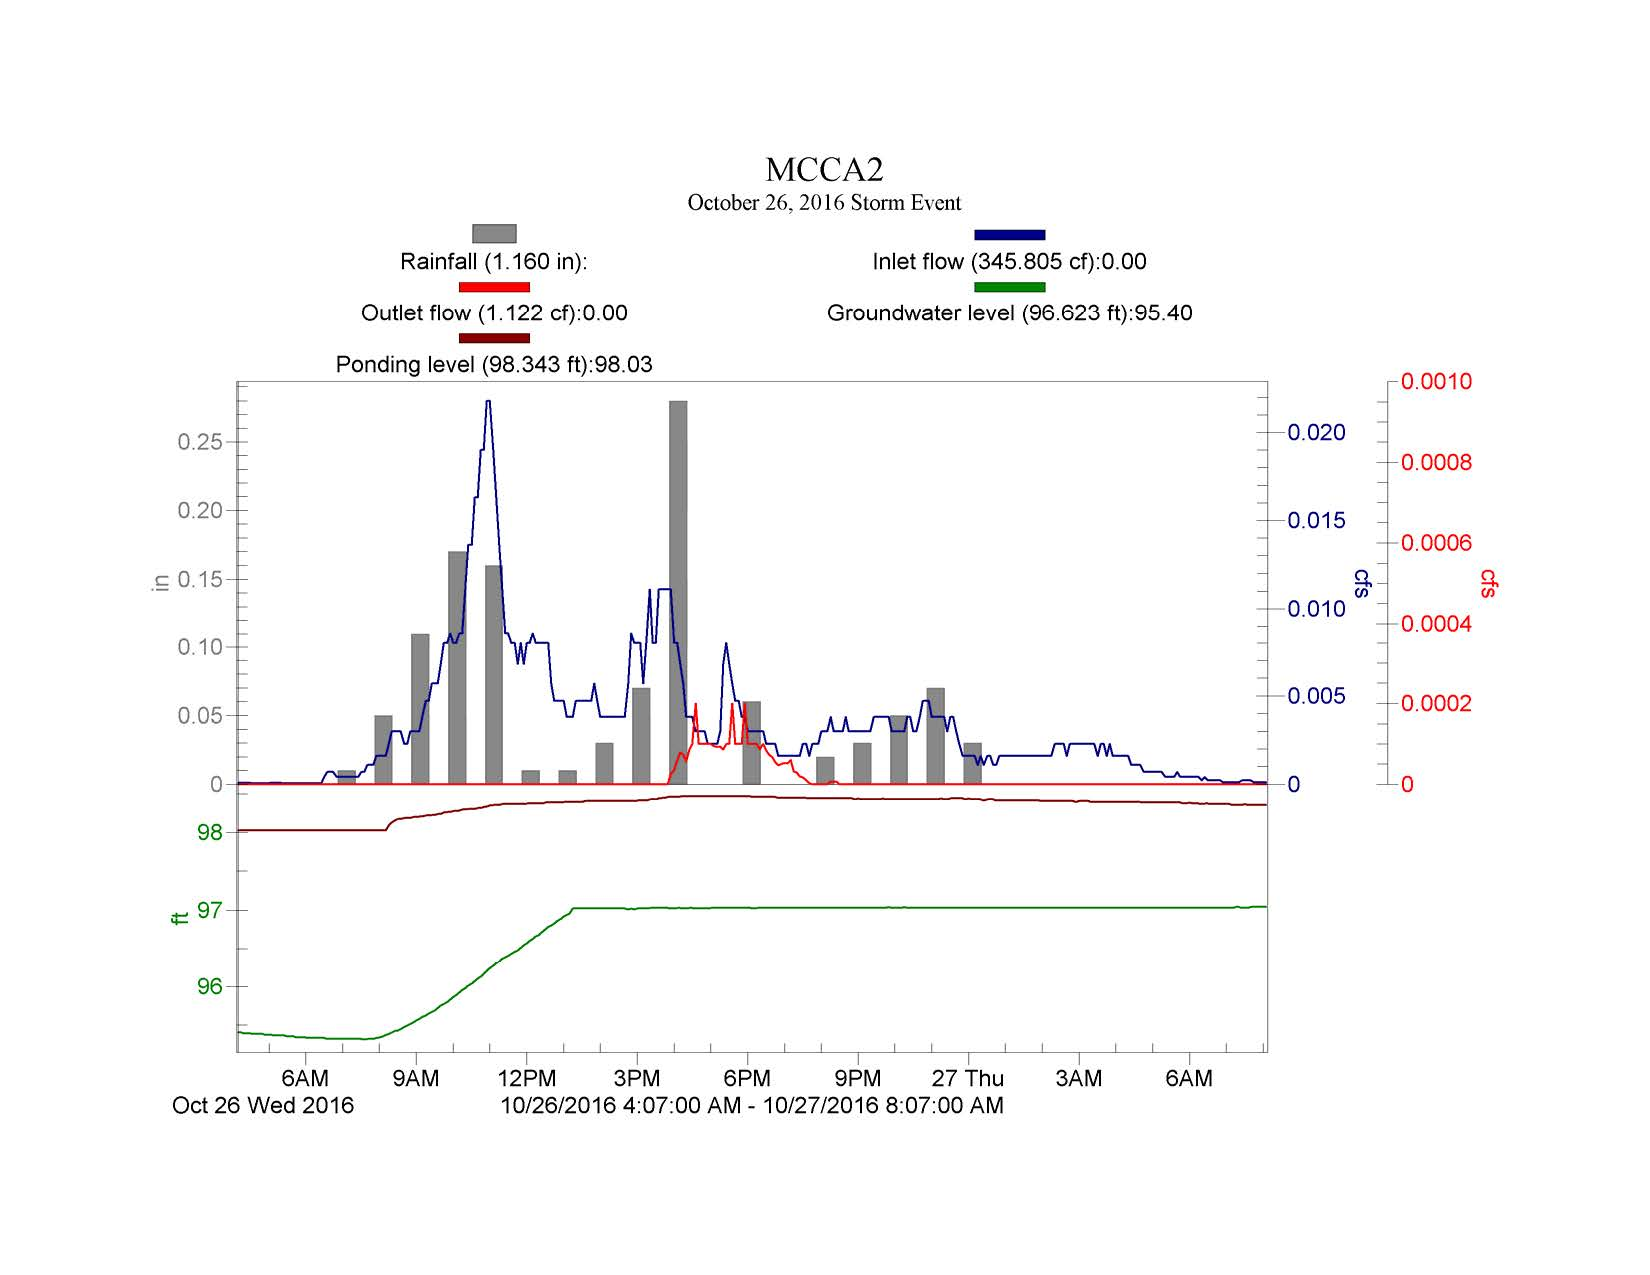 MCCA2
October 26, 2016 Storm Event
Rainfall (1.160 in):
Inlet flow (345.805 cf):0.00
Outlet flow (1.122 cf):0.00
Groundwater level (96.623 ft):95.40
Ponding level (98.343 ft):98.03
0.25
0.20
0.15
0.10
0.05
0
in
98
97
96
ft
0.020
0.015
0.010
0.005
0
cfs
0.0010
0.0008
0.0006
0.0004
0.0002
0
cfs
6AM 9AM 12PM 3PM 6PM 9PM 27 Thu 3AM 6AM
Oct 26 Wed 2016 10/26/2016 4:07:00 AM - 10/27/2016 8:07:00 AM